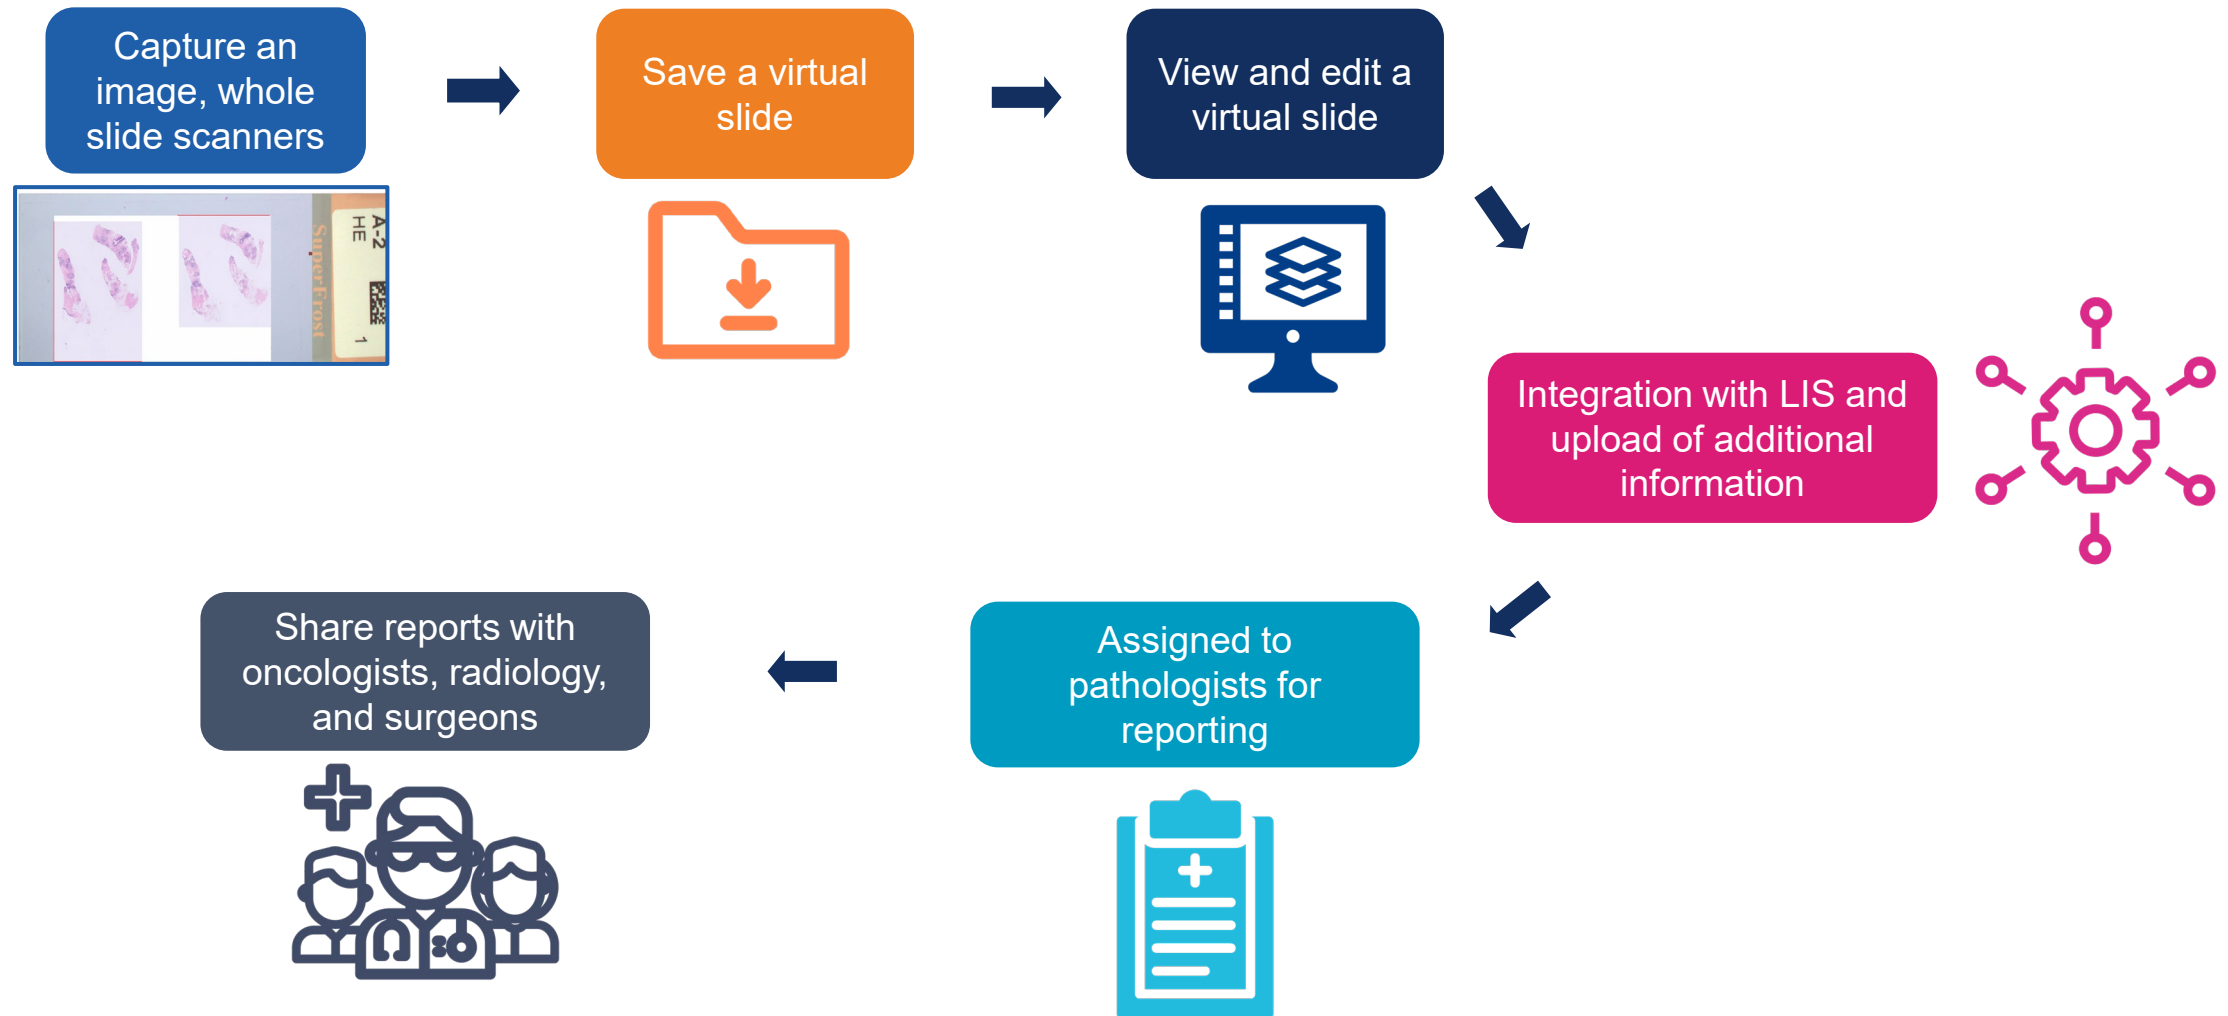 Capture an
image, whole
slide scanners
Save a virtual
slide
View and edit a
virtual slide
A-2
HE
1
SuperFrost
Integration with LIS and
upload of additional
information
Share reports with
oncologists, radiology,
and surgeons
Assigned to
pathologists for
reporting